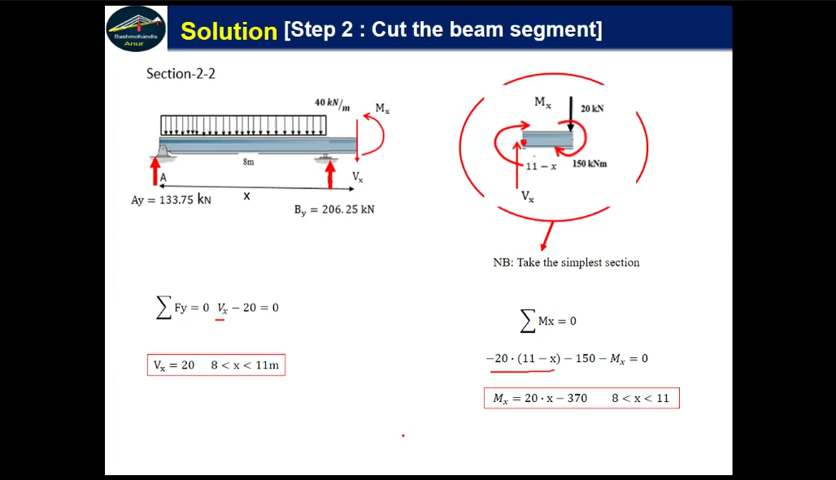 Bashmohandis
Anur
Solution [Step 2 : Cut the beam segment]
Section-2-2
40 kN/m
Mₓ
8m
A
Vₓ
x
Ay = 133.75 kN
B_y = 206.25 kN
Mₓ
20 kN
11 − x
150 kNm
Vₓ
NB: Take the simplest section
∑ Fy = 0 Vₓ − 20 = 0
Vₓ = 20 8 < x < 11m
∑ Mx = 0
−20 · (11 − x) − 150 − Mₓ = 0
Mₓ = 20 · x − 370 8 < x < 11